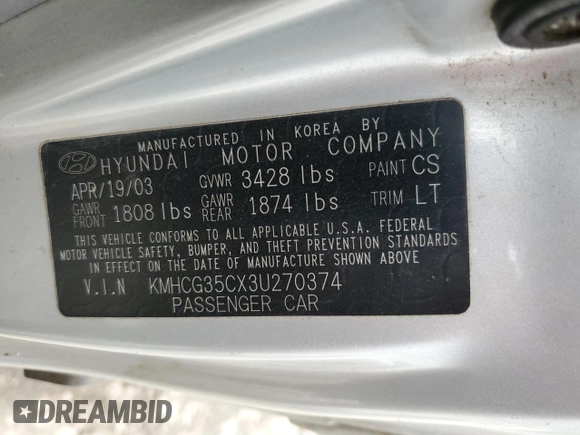 MANUFACTURED IN KOREA BY
HYUNDAI MOTOR COMPANY
APR/19/03 GVWR 3428 lbs PAINT CS
GAWR FRONT 1808 lbs GAWR REAR 1874 lbs TRIM LT
THIS VEHICLE CONFORMS TO ALL APPLICABLE U.S.A. FEDERAL
MOTOR VEHICLE SAFETY, BUMPER, AND THEFT PREVENTION STANDARDS
IN EFFECT ON THE DATE OF MANUFACTURE SHOWN ABOVE
V.I.N KMHCG35CX3U270374
PASSENGER CAR
DREAMBID